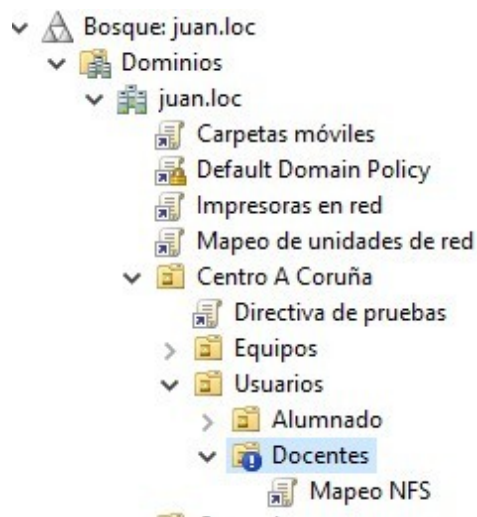 Bosque: juan.loc
Dominios
juan.loc
Carpetas móviles
Default Domain Policy
Impresoras en red
Mapeo de unidades de red
Centro A Coruña
Directiva de pruebas
Equipos
Usuarios
Alumnado
Docentes
Mapeo NFS